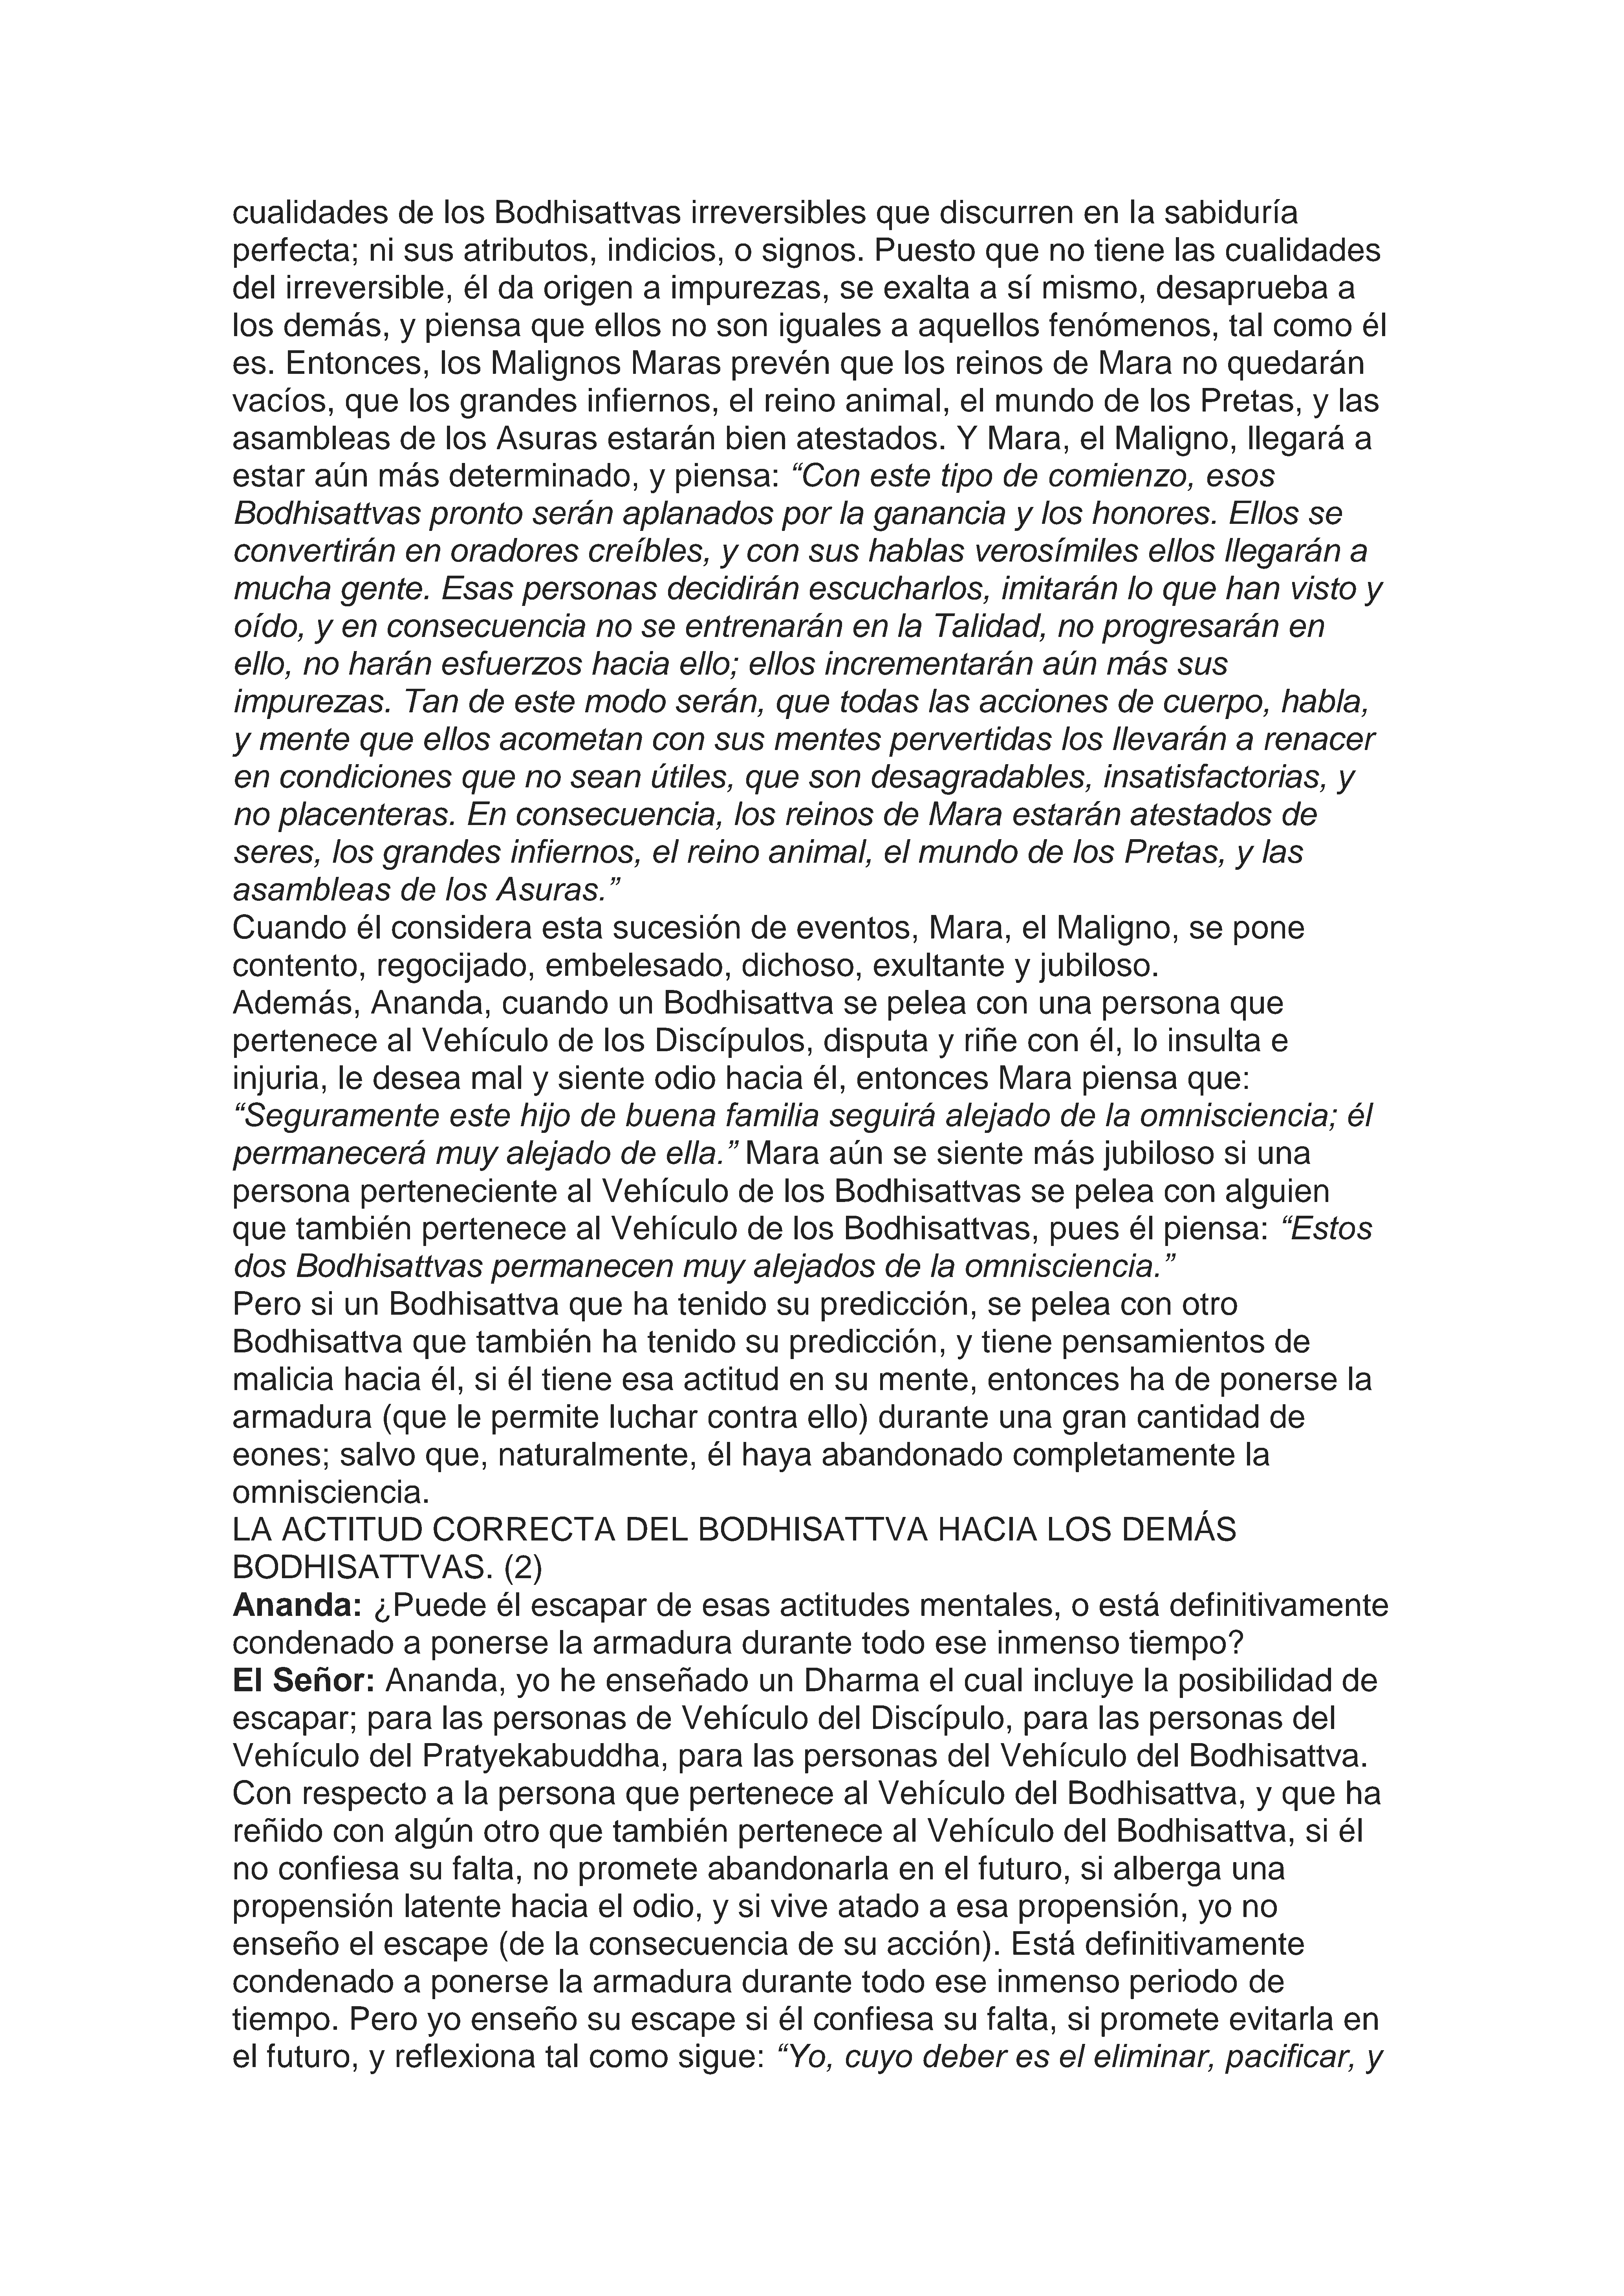 cualidades de los Bodhisattvas irreversibles que discurren en la sabiduría
perfecta; ni sus atributos, indicios, o signos. Puesto que no tiene las cualidades
del irreversible, él da origen a impurezas, se exalta a sí mismo, desaprueba a
los demás, y piensa que ellos no son iguales a aquellos fenómenos, tal como él
es. Entonces, los Malignos Maras prevén que los reinos de Mara no quedarán
vacíos, que los grandes infiernos, el reino animal, el mundo de los Pretas, y las
asambleas de los Asuras estarán bien atestados. Y Mara, el Maligno, llegará a
estar aún más determinado, y piensa: “Con este tipo de comienzo, esos
Bodhisattvas pronto serán aplanados por la ganancia y los honores. Ellos se
convertirán en oradores creíbles, y con sus hablas verosímiles ellos llegarán a
mucha gente. Esas personas decidirán escucharlos, imitarán lo que han visto y
oído, y en consecuencia no se entrenarán en la Talidad, no progresarán en
ello, no harán esfuerzos hacia ello; ellos incrementarán aún más sus
impurezas. Tan de este modo serán, que todas las acciones de cuerpo, habla,
y mente que ellos acometan con sus mentes pervertidas los llevarán a renacer
en condiciones que no sean útiles, que son desagradables, insatisfactorias, y
no placenteras. En consecuencia, los reinos de Mara estarán atestados de
seres, los grandes infiernos, el reino animal, el mundo de los Pretas, y las
asambleas de los Asuras.”
Cuando él considera esta sucesión de eventos, Mara, el Maligno, se pone
contento, regocijado, embelesado, dichoso, exultante y jubiloso.
Además, Ananda, cuando un Bodhisattva se pelea con una persona que
pertenece al Vehículo de los Discípulos, disputa y riñe con él, lo insulta e
injuria, le desea mal y siente odio hacia él, entonces Mara piensa que:
“Seguramente este hijo de buena familia seguirá alejado de la omnisciencia; él
permanecerá muy alejado de ella.” Mara aún se siente más jubiloso si una
persona perteneciente al Vehículo de los Bodhisattvas se pelea con alguien
que también pertenece al Vehículo de los Bodhisattvas, pues él piensa: “Estos
dos Bodhisattvas permanecen muy alejados de la omnisciencia.”
Pero si un Bodhisattva que ha tenido su predicción, se pelea con otro
Bodhisattva que también ha tenido su predicción, y tiene pensamientos de
malicia hacia él, si él tiene esa actitud en su mente, entonces ha de ponerse la
armadura (que le permite luchar contra ello) durante una gran cantidad de
eones; salvo que, naturalmente, él haya abandonado completamente la
omnisciencia.
LA ACTITUD CORRECTA DEL BODHISATTVA HACIA LOS DEMÁS
BODHISATTVAS. (2)
Ananda: ¿Puede él escapar de esas actitudes mentales, o está definitivamente
condenado a ponerse la armadura durante todo ese inmenso tiempo?
El Señor: Ananda, yo he enseñado un Dharma el cual incluye la posibilidad de
escapar; para las personas de Vehículo del Discípulo, para las personas del
Vehículo del Pratyekabuddha, para las personas del Vehículo del Bodhisattva.
Con respecto a la persona que pertenece al Vehículo del Bodhisattva, y que ha
reñido con algún otro que también pertenece al Vehículo del Bodhisattva, si él
no confiesa su falta, no promete abandonarla en el futuro, si alberga una
propensión latente hacia el odio, y si vive atado a esa propensión, yo no
enseño el escape (de la consecuencia de su acción). Está definitivamente
condenado a ponerse la armadura durante todo ese inmenso periodo de
tiempo. Pero yo enseño su escape si él confiesa su falta, si promete evitarla en
el futuro, y reflexiona tal como sigue: “Yo, cuyo deber es el eliminar, pacificar, y